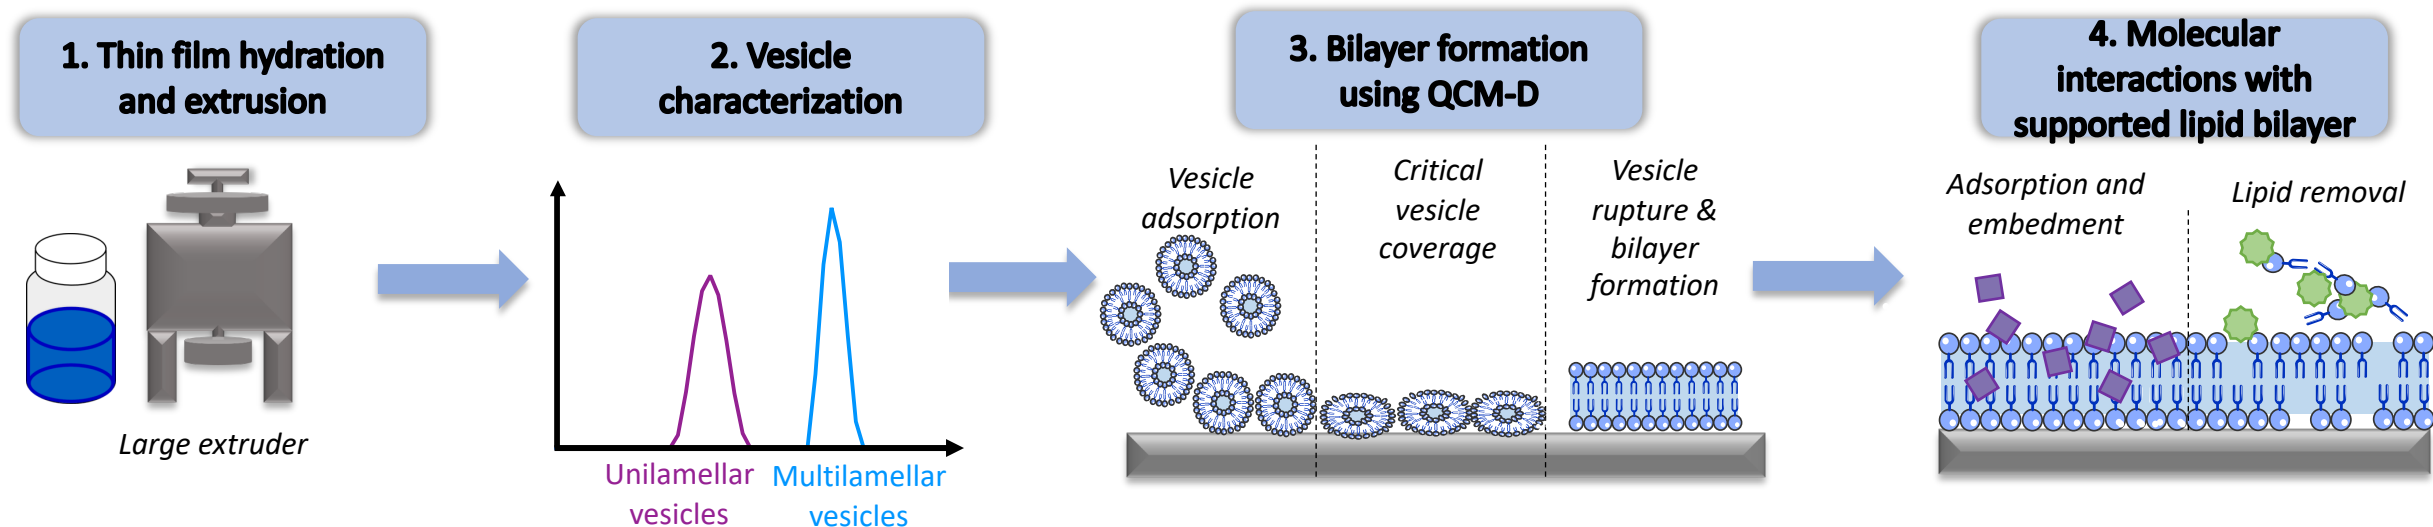 1. Thin film hydration
and extrusion
Large extruder
2. Vesicle
characterization
Unilamellar
vesicles
Multilamellar
vesicles
3. Bilayer formation
using QCM-D
Vesicle
adsorption
Critical
vesicle
coverage
Vesicle
rupture &
bilayer
formation
4. Molecular
interactions with
supported lipid bilayer
Adsorption and
embedment
Lipid removal